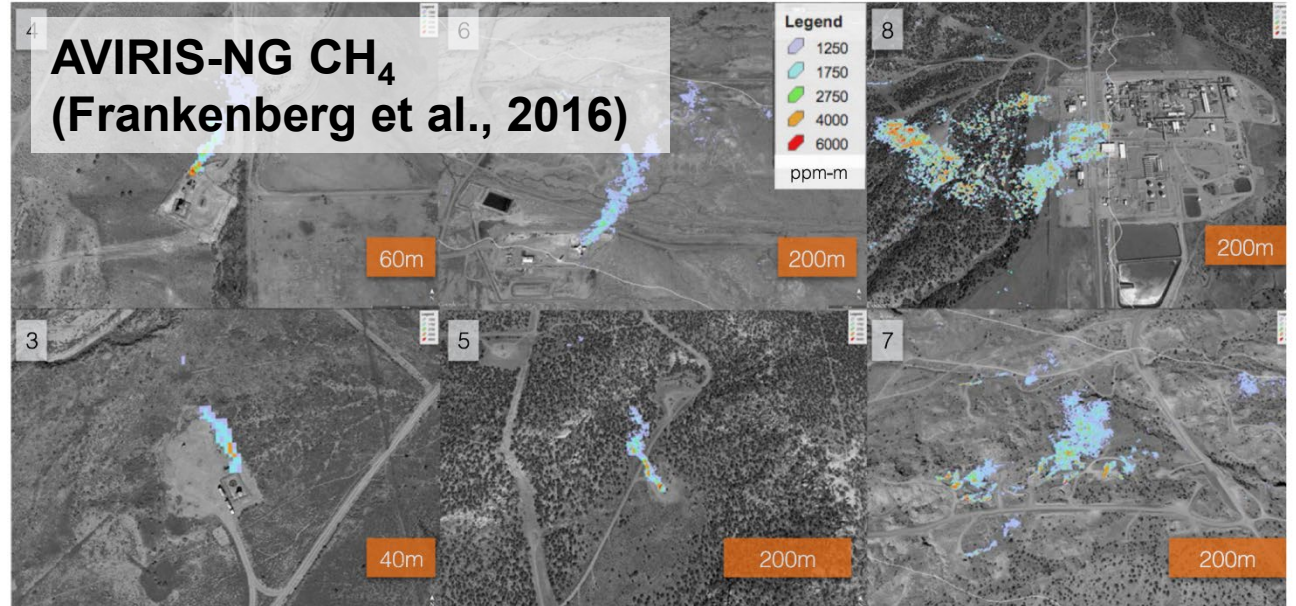 4
AVIRIS-NG CH₄
(Frankenberg et al., 2016)
60m
6
Legend
1250
1750
2750
4000
6000
ppm-m
200m
8
200m
3
40m
5
200m
7
200m